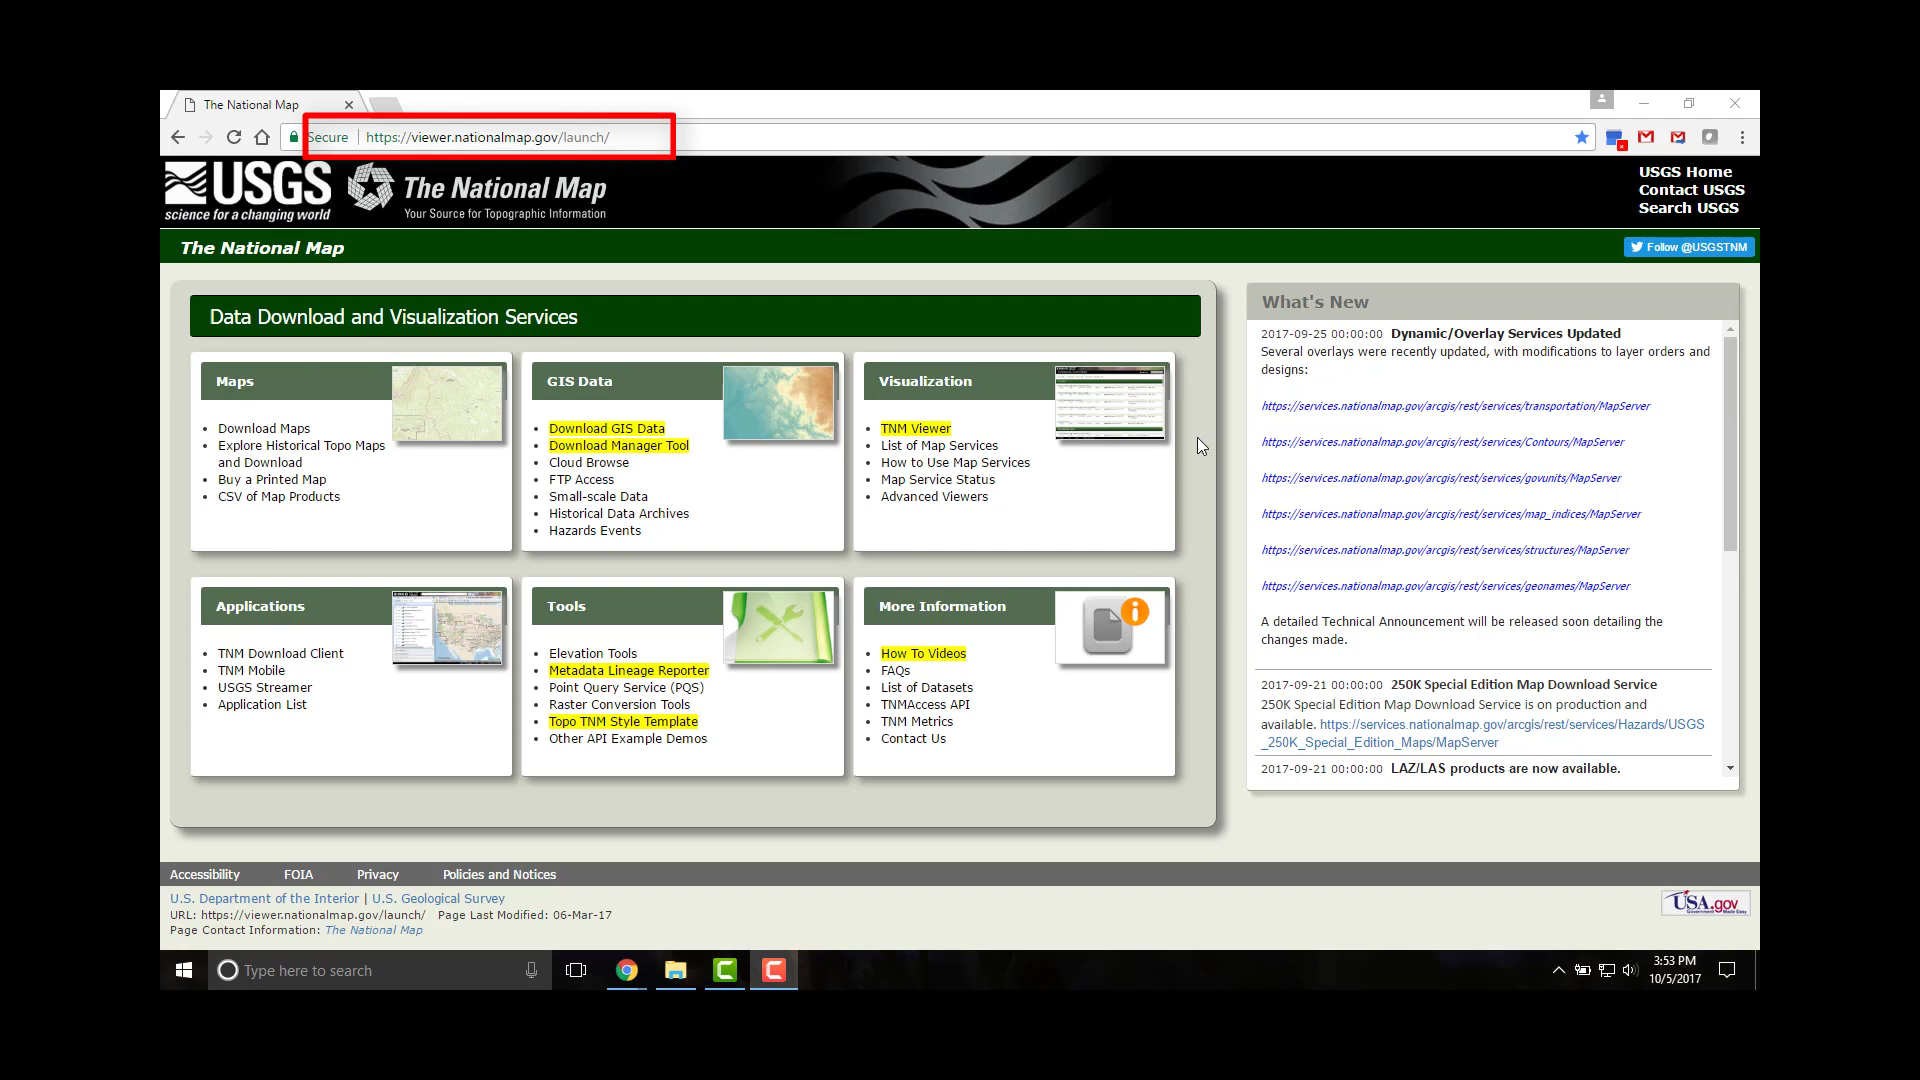 The National Map
Secure | https://viewer.nationalmap.gov/launch/
USGS
science for a changing world
The National Map
Your Source for Topographic Information
USGS Home
Contact USGS
Search USGS
The National Map
Follow @USGSTNM
Data Download and Visualization Services
Maps
Download Maps
Explore Historical Topo Maps
and Download
Buy a Printed Map
CSV of Map Products
GIS Data
Download GIS Data
Download Manager Tool
Cloud Browse
FTP Access
Small-scale Data
Historical Data Archives
Hazards Events
Visualization
TNM Viewer
List of Map Services
How to Use Map Services
Map Service Status
Advanced Viewers
Applications
TNM Download Client
TNM Mobile
USGS Streamer
Application List
Tools
Elevation Tools
Metadata Lineage Reporter
Point Query Service (PQS)
Raster Conversion Tools
Topo TNM Style Template
Other API Example Demos
More Information
How To Videos
FAQs
List of Datasets
TNMAccess API
TNM Metrics
Contact Us
What's New
2017-09-25 00:00:00 Dynamic/Overlay Services Updated
Several overlays were recently updated, with modifications to layer orders and
designs:
https://services.nationalmap.gov/arcgis/rest/services/transportation/MapServer
https://services.nationalmap.gov/arcgis/rest/services/Contours/MapServer
https://services.nationalmap.gov/arcgis/rest/services/govunits/MapServer
https://services.nationalmap.gov/arcgis/rest/services/map_indices/MapServer
https://services.nationalmap.gov/arcgis/rest/services/structures/MapServer
https://services.nationalmap.gov/arcgis/rest/services/geonames/MapServer
A detailed Technical Announcement will be released soon detailing the
changes made.
2017-09-21 00:00:00 250K Special Edition Map Download Service
250K Special Edition Map Download Service is on production and
available. https://services.nationalmap.gov/arcgis/rest/services/Hazards/USGS
_250K_Special_Edition_Maps/MapServer
2017-09-21 00:00:00 LAZ/LAS products are now available.
Accessibility FOIA Privacy Policies and Notices
U.S. Department of the Interior | U.S. Geological Survey
URL: https://viewer.nationalmap.gov/launch/ Page Last Modified: 06-Mar-17
Page Contact Information: The National Map
USA.gov
Government Made Easy
Type here to search
3:53 PM
10/5/2017